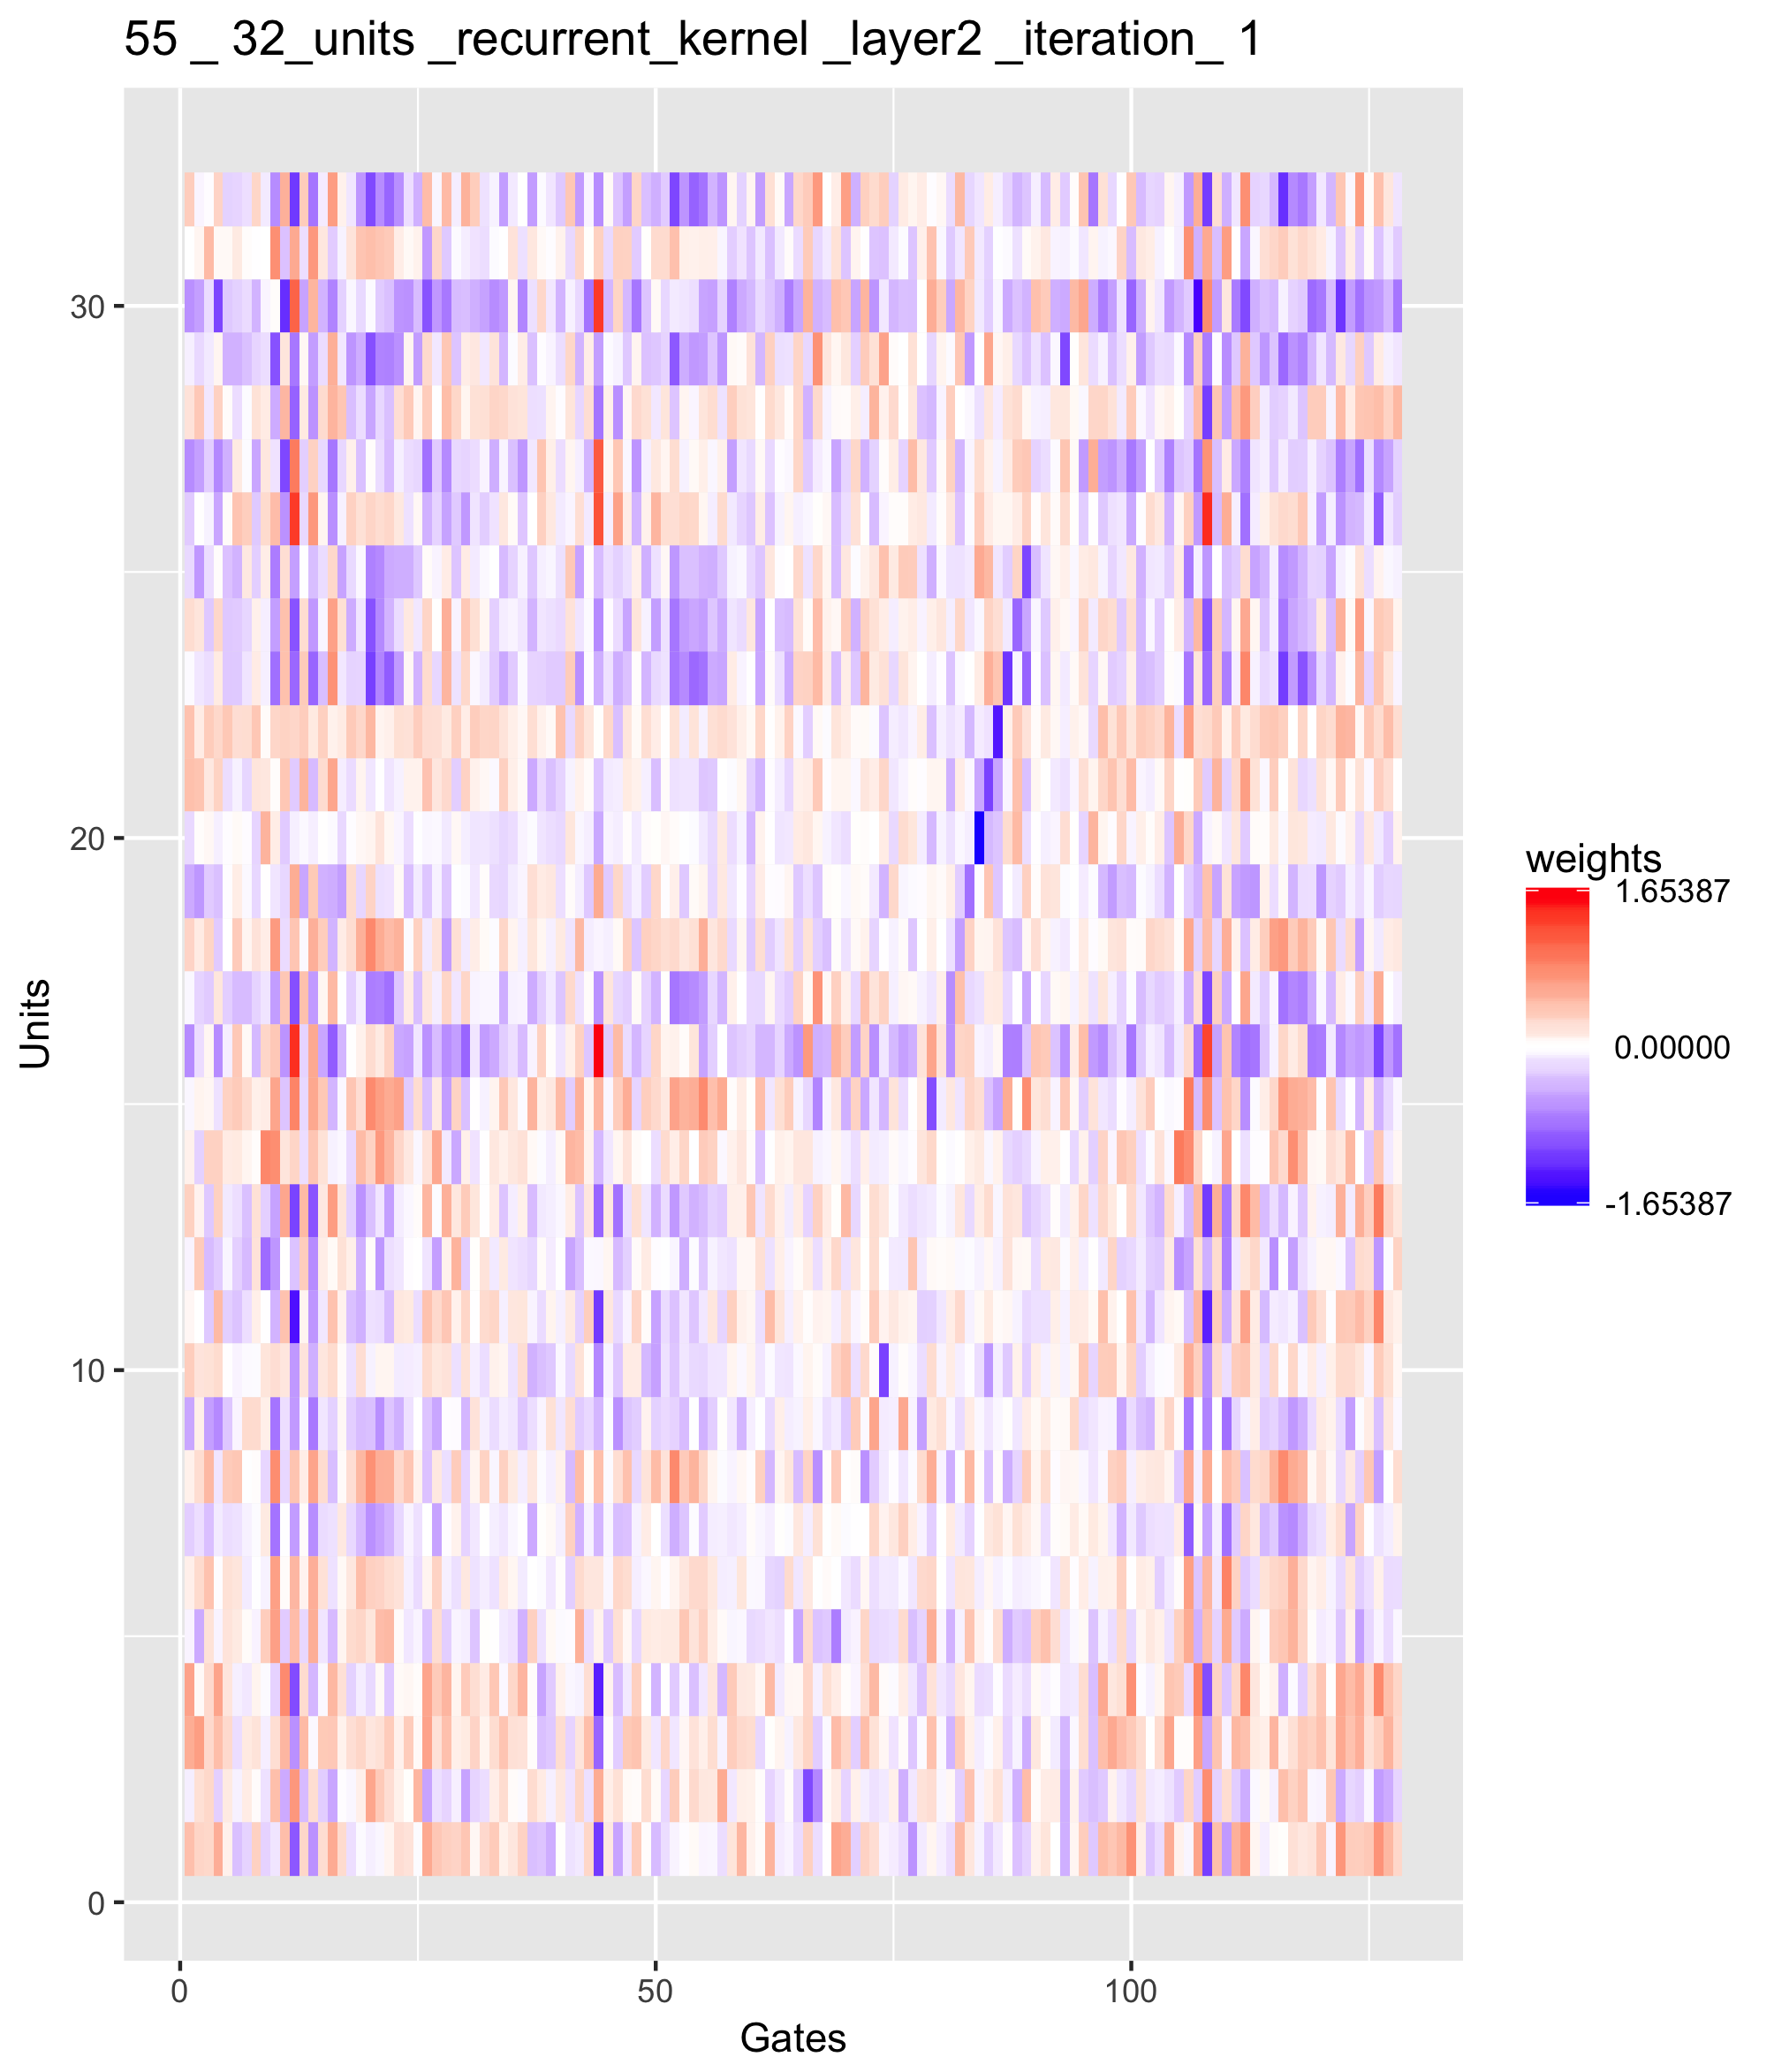 55 _ 32_units _recurrent_kernel _layer2 _iteration_ 1
Units
30
20
10
0
0
50
100
Gates
weights
1.65387
0.00000
-1.65387